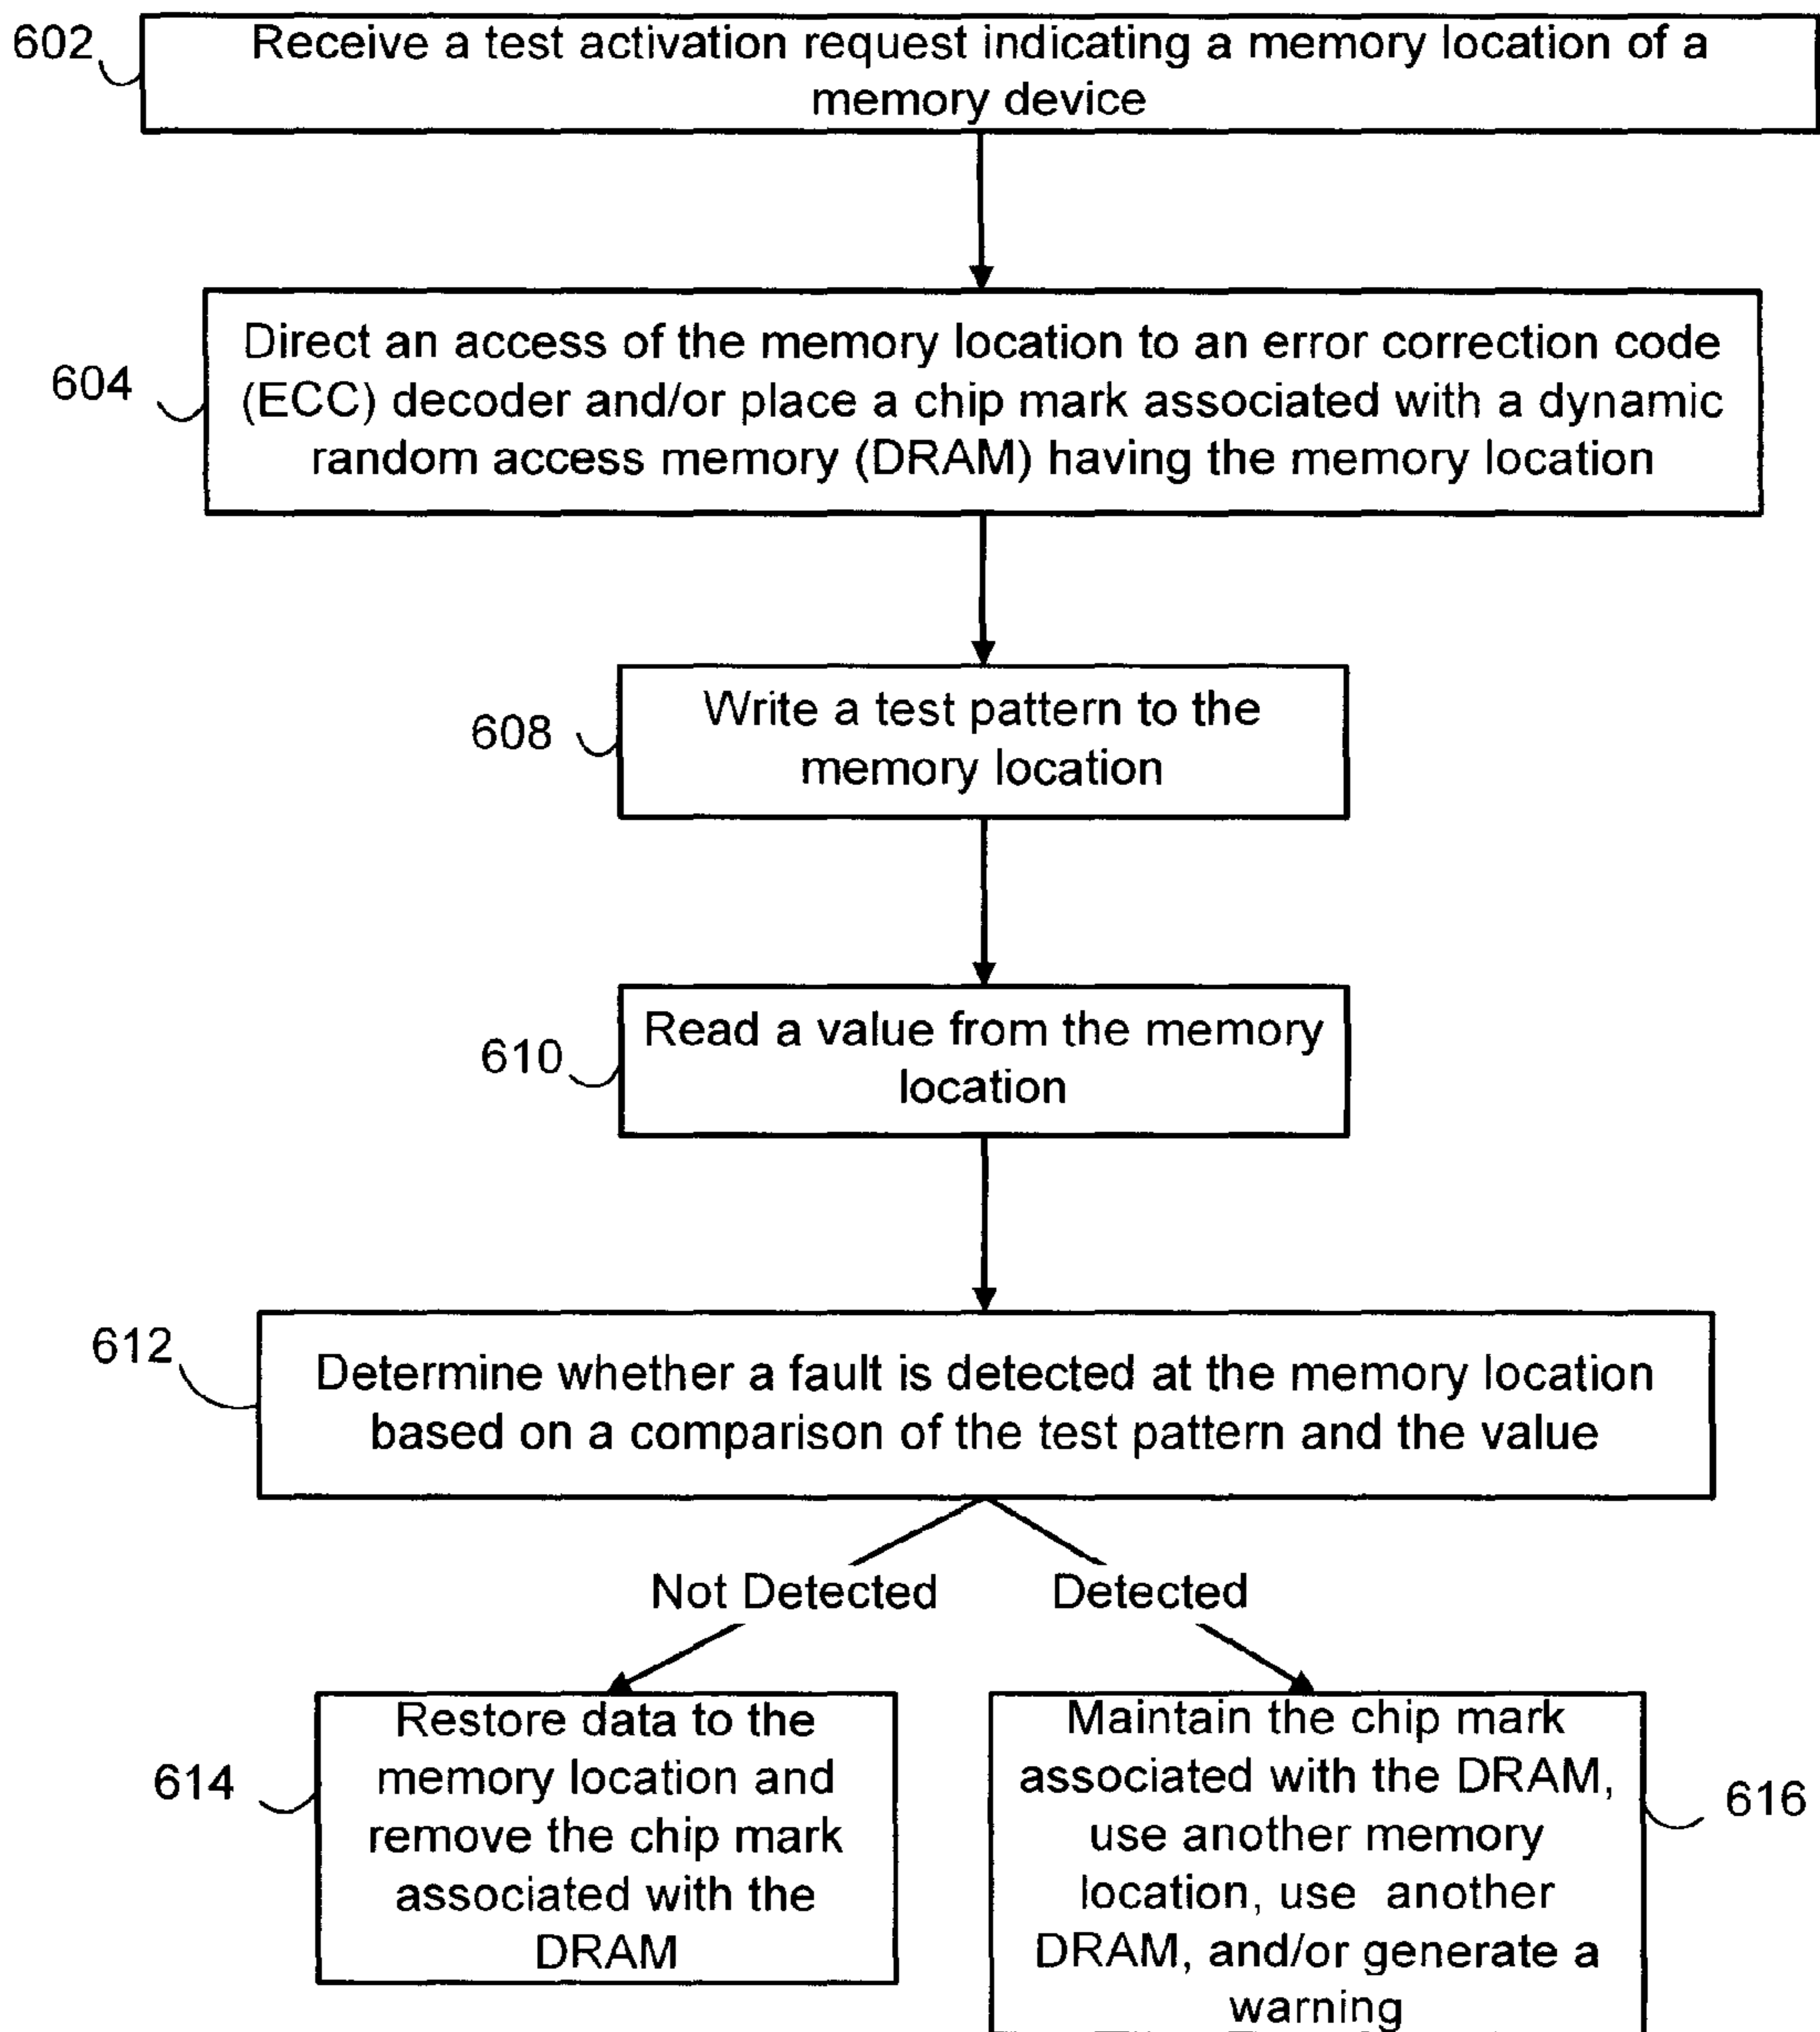 602
Receive a test activation request indicating a memory location of a
memory device
604
Direct an access of the memory location to an error correction code
(ECC) decoder and/or place a chip mark associated with a dynamic
random access memory (DRAM) having the memory location
608
Write a test pattern to the
memory location
610
Read a value from the memory
location
612
Determine whether a fault is detected at the memory location
based on a comparison of the test pattern and the value
Not Detected
Detected
614
Restore data to the
memory location and
remove the chip mark
associated with the
DRAM
616
Maintain the chip mark
associated with the DRAM,
use another memory
location, use another
DRAM, and/or generate a
warning